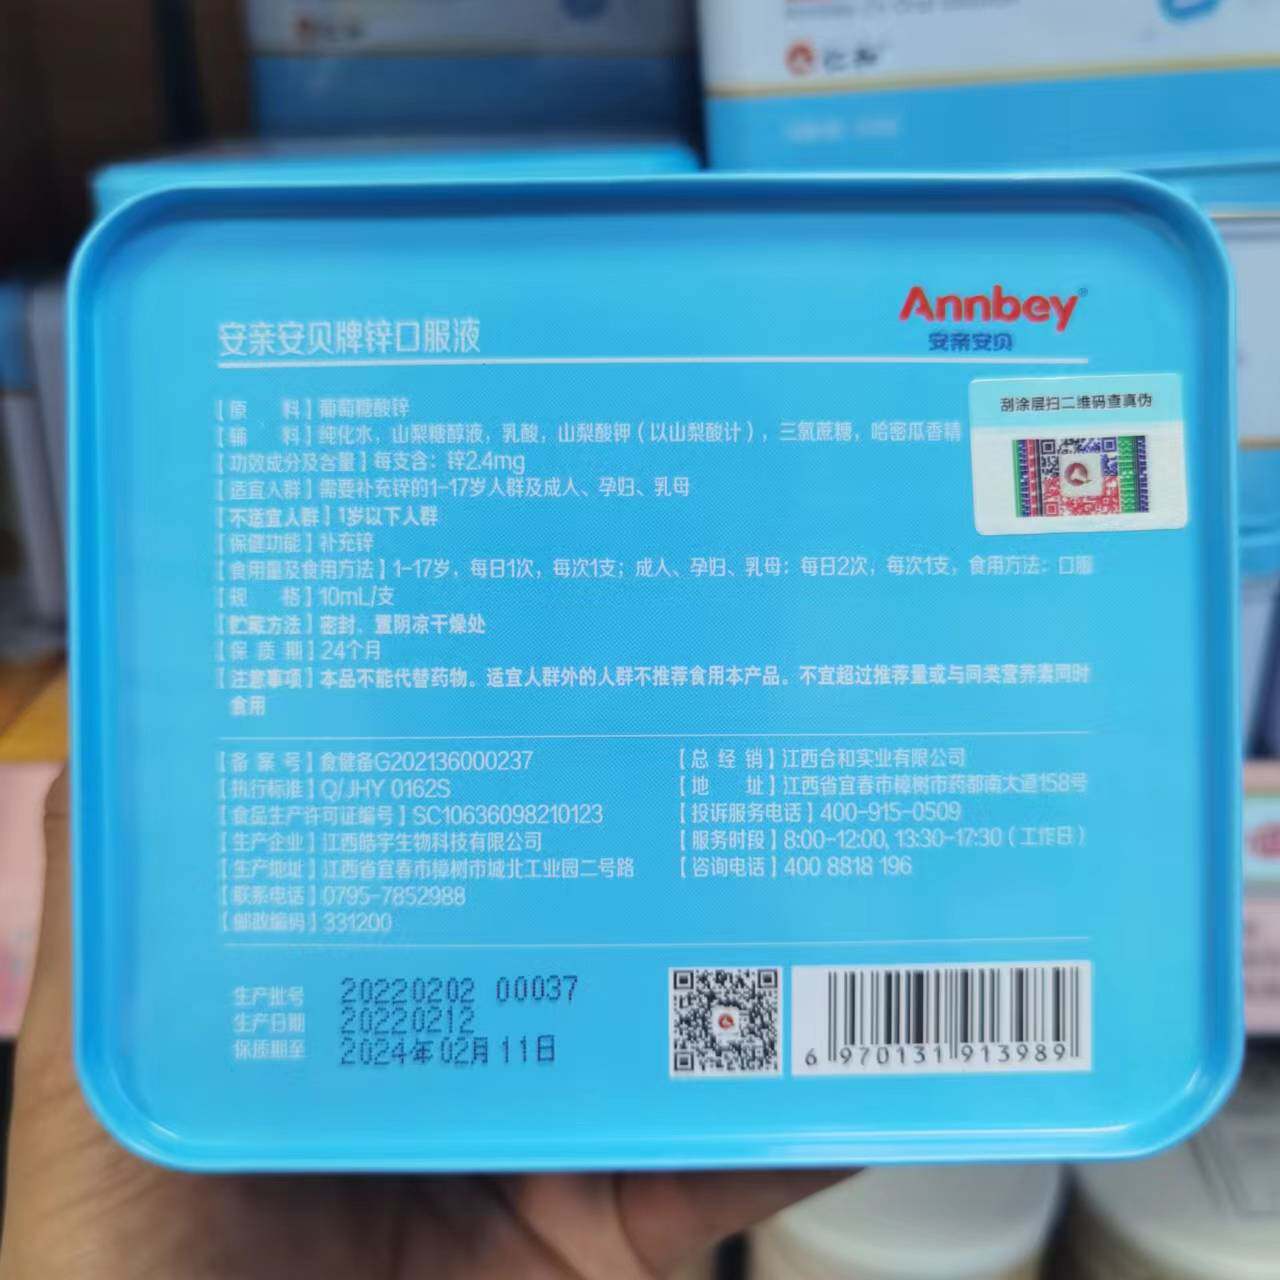 仁和
Annbey®
安亲安贝
安亲安贝牌锌口服液
刮涂层扫二维码查真伪
【原 料】葡萄糖酸锌
【辅 料】纯化水，山梨糖醇液，乳酸，山梨酸钾（以山梨酸计），三氯蔗糖，哈密瓜香精
【功效成分及含量】每支含：锌2.4mg
【适宜人群】需要补充锌的1-17岁人群及成人、孕妇、乳母
【不适宜人群】1岁以下人群
【保健功能】补充锌
【食用量及食用方法】1-17岁，每日1次，每次1支；成人、孕妇、乳母：每日2次，每次1支，食用方法：口服
【规 格】10mL/支
【贮藏方法】密封、置阴凉干燥处
【保 质 期】24个月
【注意事项】本品不能代替药物。适宜人群外的人群不推荐食用本产品。不宜超过推荐量或与同类营养素同时
食用
【备 案 号】食健备G202136000237
【执行标准】Q/JHY 0162S
【食品生产许可证编号】SC10636098210123
【生产企业】江西皓宇生物科技有限公司
【生产地址】江西省宜春市樟树市城北工业园二号路
【联系电话】0795-7852988
【邮政编码】331200
【总 经 销】江西合和实业有限公司
【地 址】江西省宜春市樟树市药都南大道158号
【投诉服务电话】400-915-0509
【服务时段】8:00-12:00, 13:30-17:30（工作日）
【咨询电话】400 8818 196
生产批号 20220202 00037
生产日期 20220212
保质期至 2024年02月11日
6 970131 913989